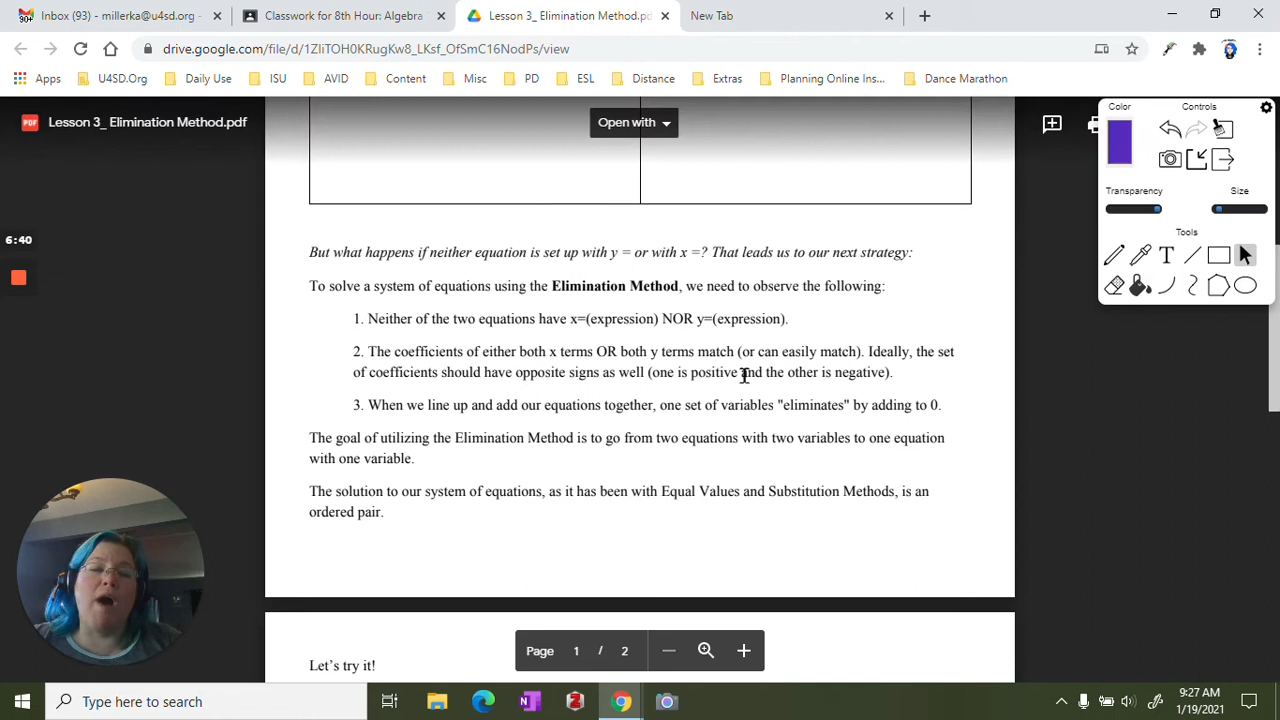 Inbox (93) - millerka@u4sd.org -
Classwork for 8th Hour: Algebra
Lesson 3_ Elimination Method.pdf
New Tab
drive.google.com/file/d/1ZIiTOH0KRugKw8_LKsf_OfSmC16NodPs/view
Apps U4SD.Org Daily Use ISU AVID Content Misc PD ESL Distance Extras Planning Online Ins... Dance Marathon
PDF Lesson 3_ Elimination Method.pdf
Open with
Color Controls
Transparency Size
Tools
6:40
But what happens if neither equation is set up with y = or with x =? That leads us to our next strategy:
To solve a system of equations using the Elimination Method, we need to observe the following:
1. Neither of the two equations have x=(expression) NOR y=(expression).
2. The coefficients of either both x terms OR both y terms match (or can easily match). Ideally, the set
of coefficients should have opposite signs as well (one is positive and the other is negative).
3. When we line up and add our equations together, one set of variables "eliminates" by adding to 0.
The goal of utilizing the Elimination Method is to go from two equations with two variables to one equation
with one variable.
The solution to our system of equations, as it has been with Equal Values and Substitution Methods, is an
ordered pair.
Let's try it!
Page 1 / 2
Type here to search
9:27 AM
1/19/2021